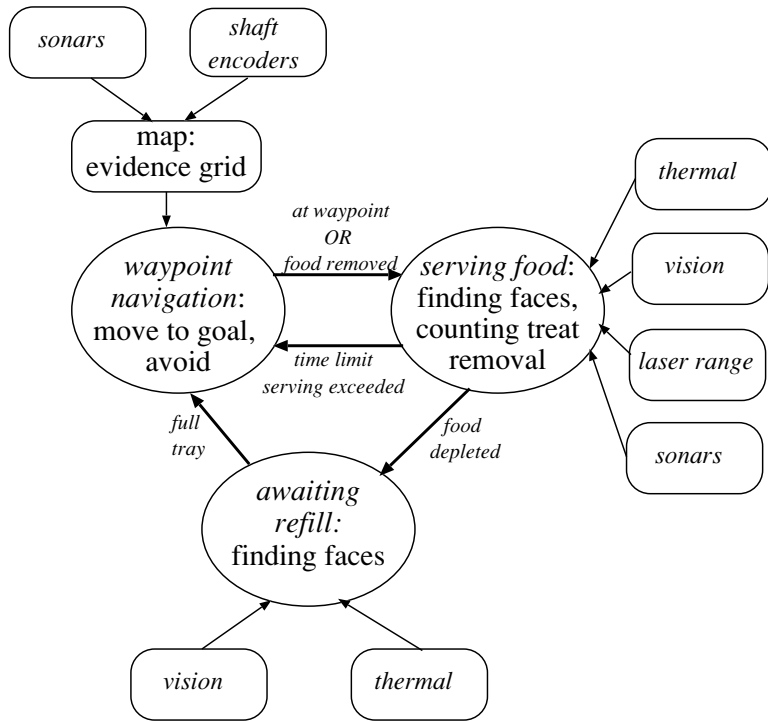 sonars
shaft
encoders
map:
evidence grid
thermal
at waypoint
OR
food removed
waypoint
navigation:
move to goal,
avoid
serving food:
finding faces,
counting treat
removal
vision
time limit
serving exceeded
laser range
full
tray
food
depleted
sonars
awaiting
refill:
finding faces
vision
thermal